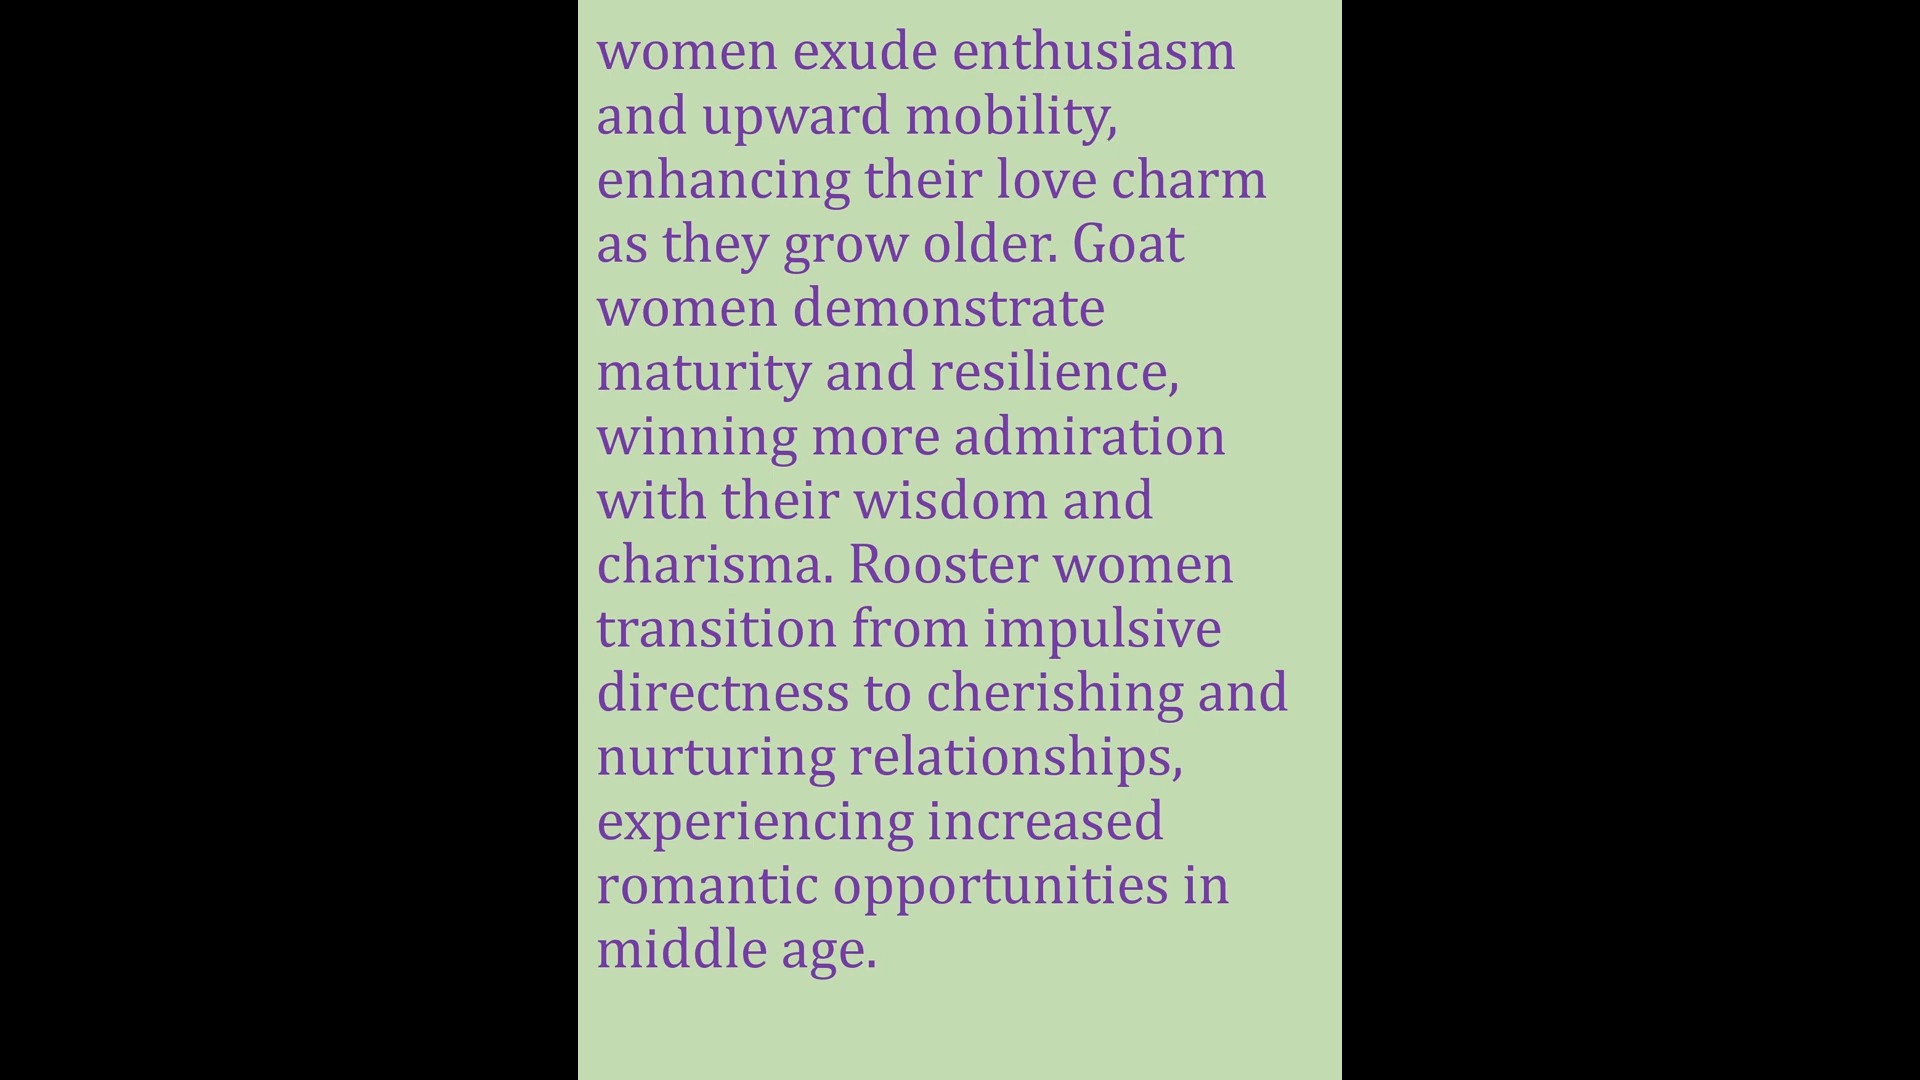 women exude enthusiasm
and upward mobility,
enhancing their love charm
as they grow older. Goat
women demonstrate
maturity and resilience,
winning more admiration
with their wisdom and
charisma. Rooster women
transition from impulsive
directness to cherishing and
nurturing relationships,
experiencing increased
romantic opportunities in
middle age.